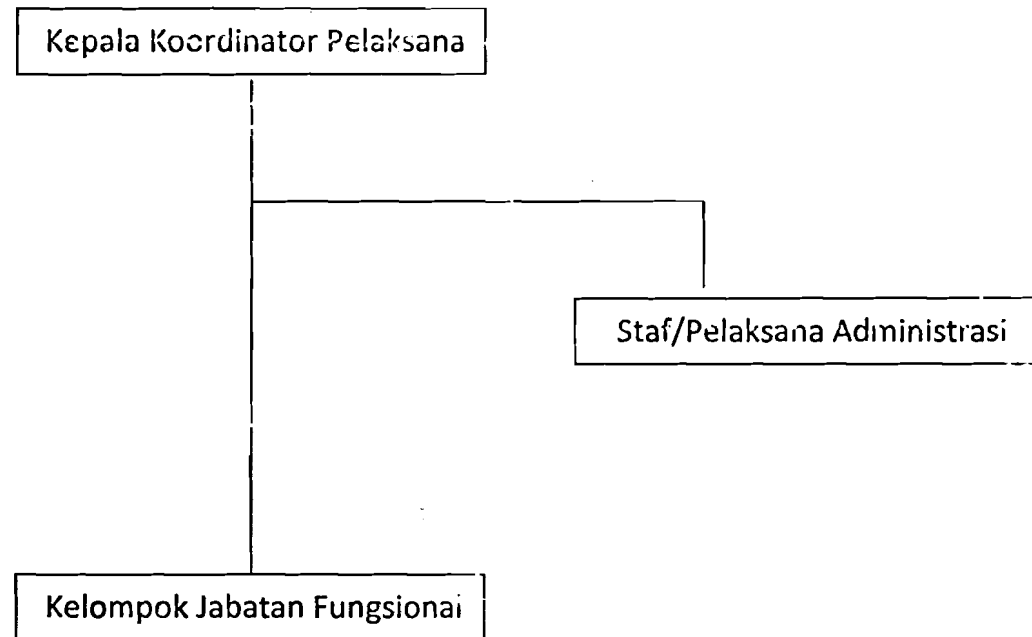 Kepala Koordinator Pelaksana
Staf/Pelaksana Administrasi
Kelompok Jabatan Fungsional